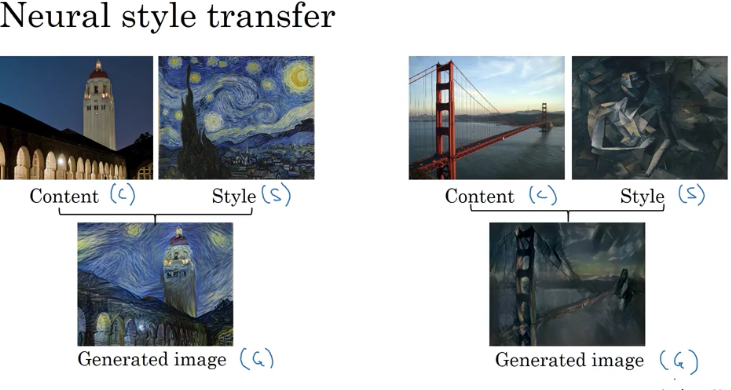 Neural style transfer
Content (C) Style (S)
Content (C) Style (S)
Generated image (G)
Generated image (G)